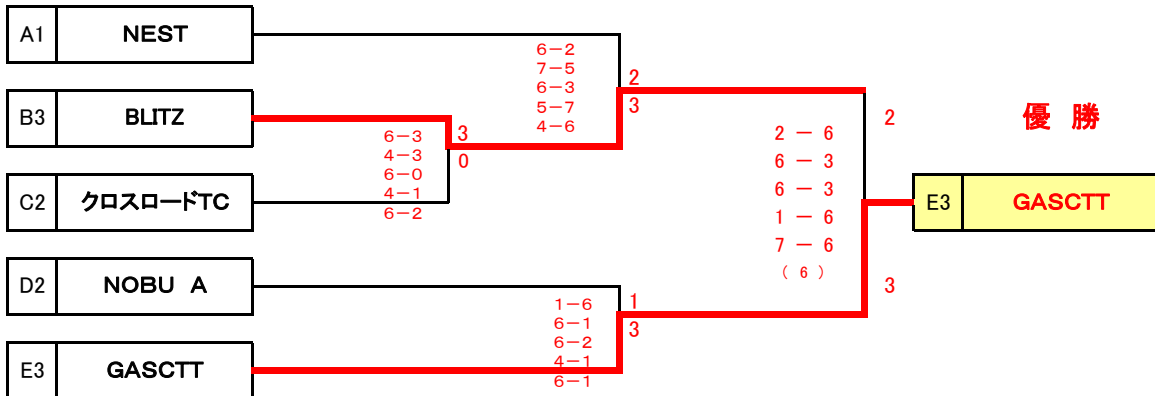 A1 NEST
B3 BLITZ
C2 クロスロードTC
D2 NOBU A
E3 GASCTT
6－3
4－3
6－0
4－1
6－2
3
0
6－2
7－5
6－3
5－7
4－6
2
3
1－6
6－1
6－2
4－1
6－1
1
3
2 － 6
6 － 3
6 － 3
1 － 6
7 － 6
( 6 )
2
3
優 勝
E3 GASCTT